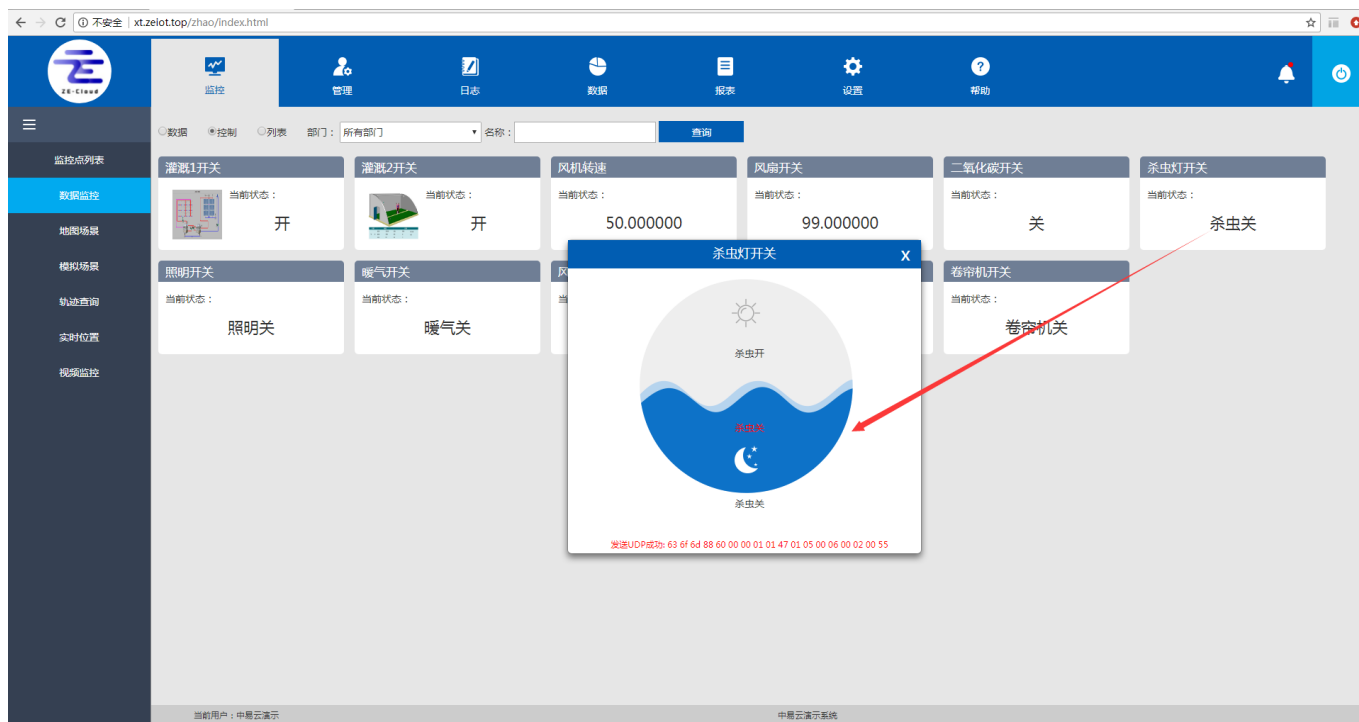 不安全 | xt.zeiot.top/zhao/index.html
ZE-Cloud
监控 管理 日志 数据 报表 设置 帮助
数据 控制 列表 部门： 所有部门 名称： 查询
监控点列表
数据监控
地图场景
模拟场景
轨迹查询
实时位置
视频监控
灌溉1开关 灌溉2开关 风机转速 风扇开关 二氧化碳开关 杀虫灯开关
当前状态： 当前状态： 当前状态： 当前状态： 当前状态： 当前状态：
开 开 50.000000 99.000000 关 杀虫关
照明开关 暖气开关 卷帘机开关
当前状态： 当前状态： 当前状态：
照明关 暖气关 卷帘机关
杀虫灯开关 X
杀虫开
杀虫关
发送UDP成功: 63 6f 6d 88 60 00 00 01 01 47 01 05 00 06 00 02 00 55
当前用户：中易云演示 中易云演示系统